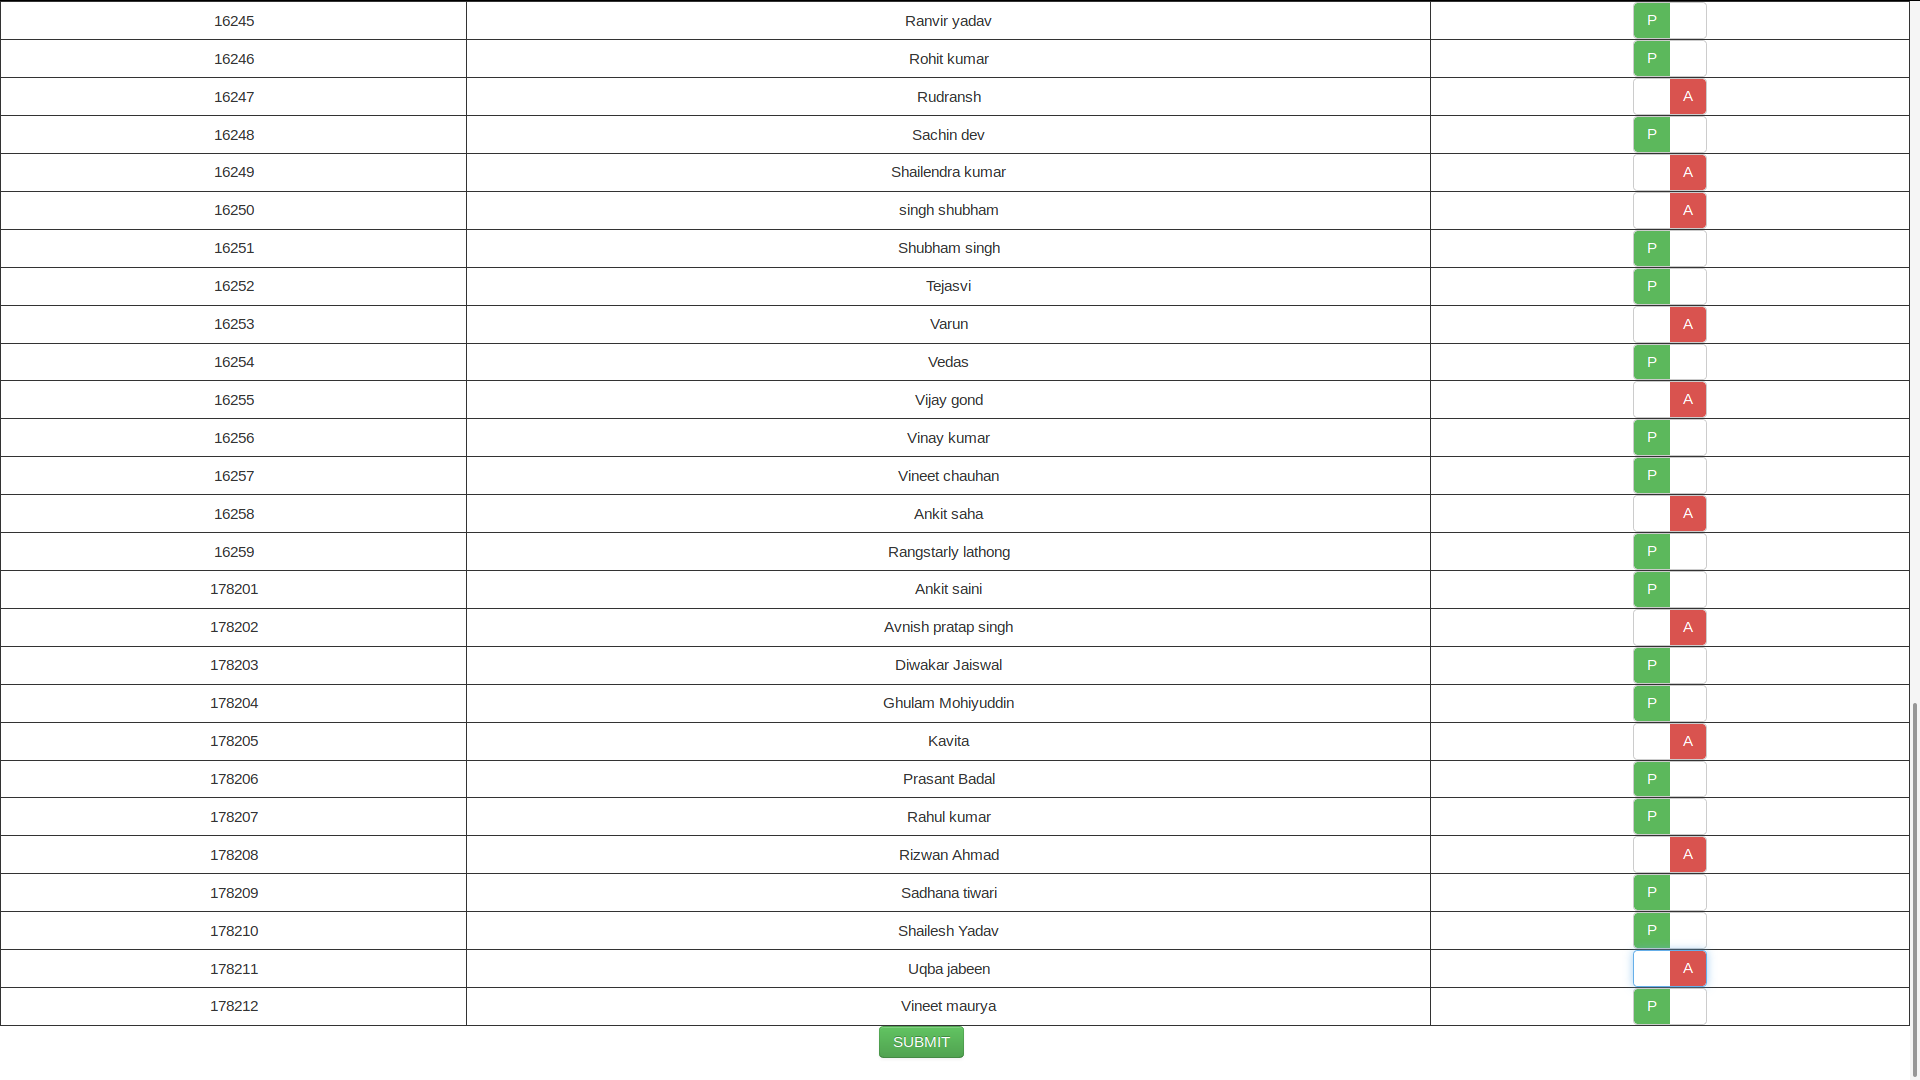 16245 Ranvir yadav P
16246 Rohit kumar P
16247 Rudransh A
16248 Sachin dev P
16249 Shailendra kumar A
16250 singh shubham A
16251 Shubham singh P
16252 Tejasvi P
16253 Varun A
16254 Vedas P
16255 Vijay gond A
16256 Vinay kumar P
16257 Vineet chauhan P
16258 Ankit saha A
16259 Rangstarly lathong P
178201 Ankit saini P
178202 Avnish pratap singh A
178203 Diwakar Jaiswal P
178204 Ghulam Mohiyuddin P
178205 Kavita A
178206 Prasant Badal P
178207 Rahul kumar P
178208 Rizwan Ahmad A
178209 Sadhana tiwari P
178210 Shailesh Yadav P
178211 Uqba jabeen A
178212 Vineet maurya P
SUBMIT